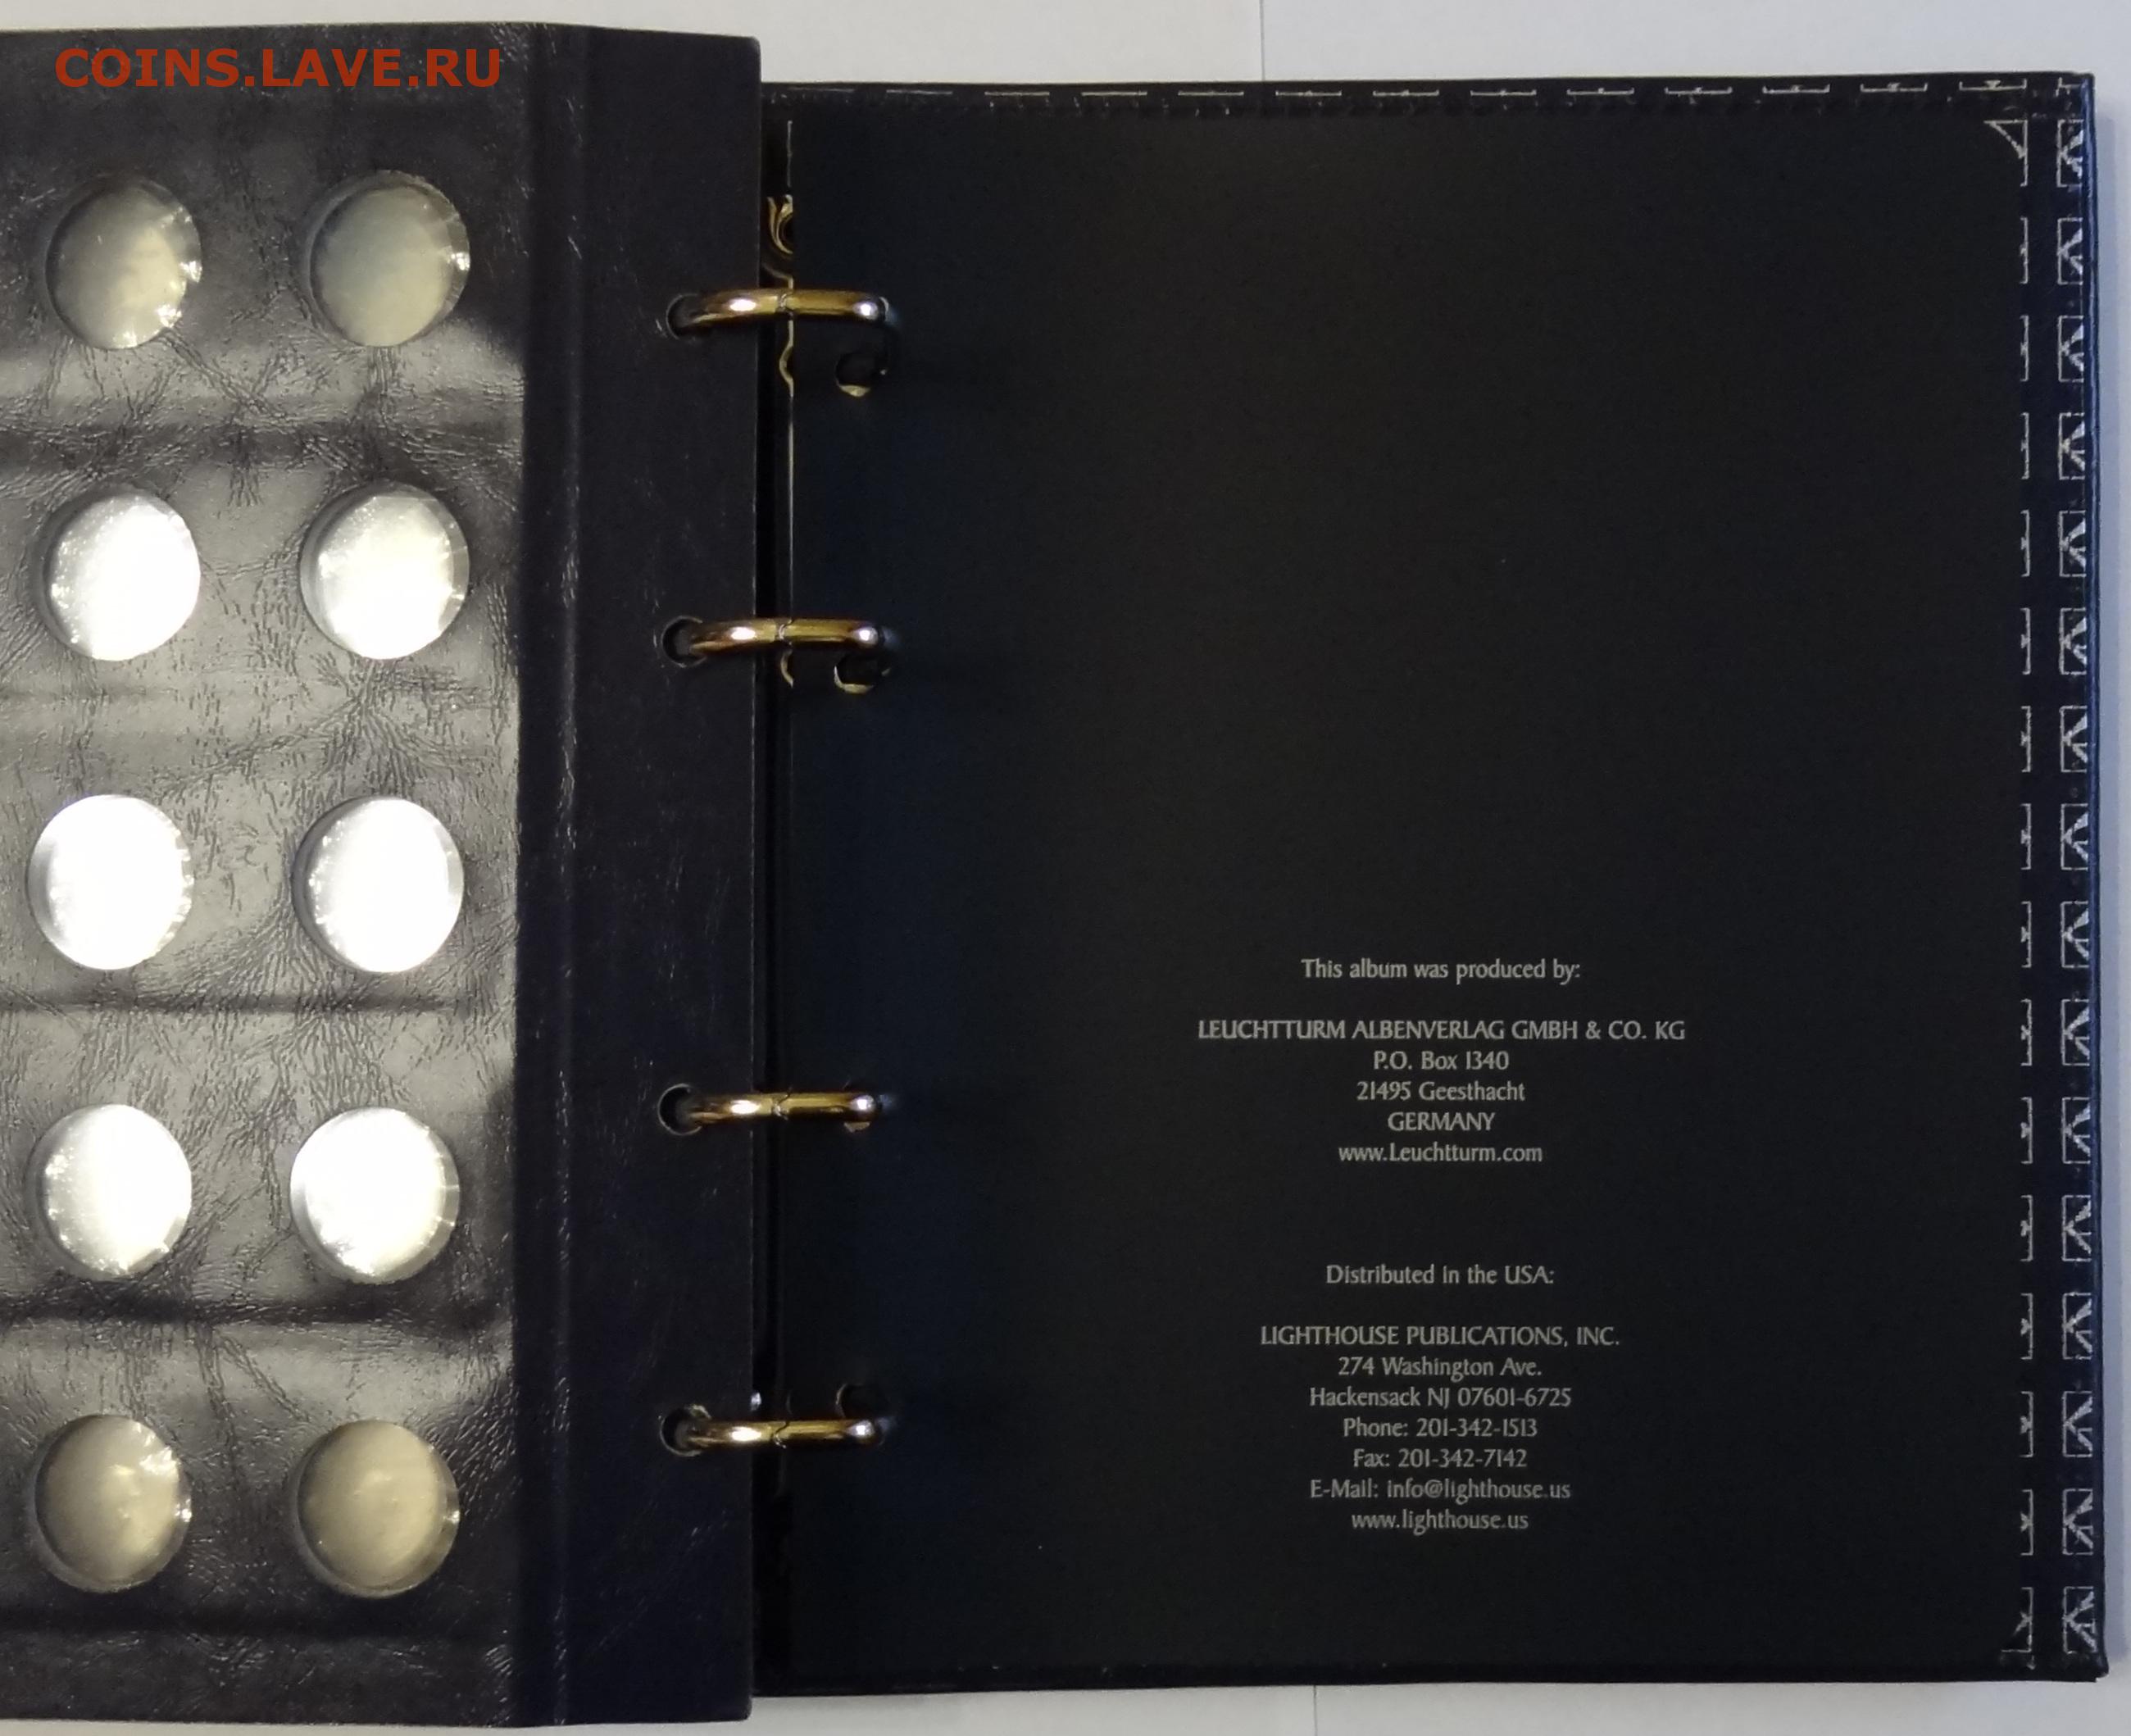 COINS.LAVE.RU
This album was produced by:
LEUCHTTURM ALBENVERLAG GMBH & CO. KG
P.O. Box 1340
21495 Geesthacht
GERMANY
www.Leuchtturm.com
Distributed in the USA:
LIGHTHOUSE PUBLICATIONS, INC.
274 Washington Ave.
Hackensack NJ 07601-6725
Phone: 201-342-1513
Fax: 201-342-7142
E-Mail: info@lighthouse.us
www.lighthouse.us